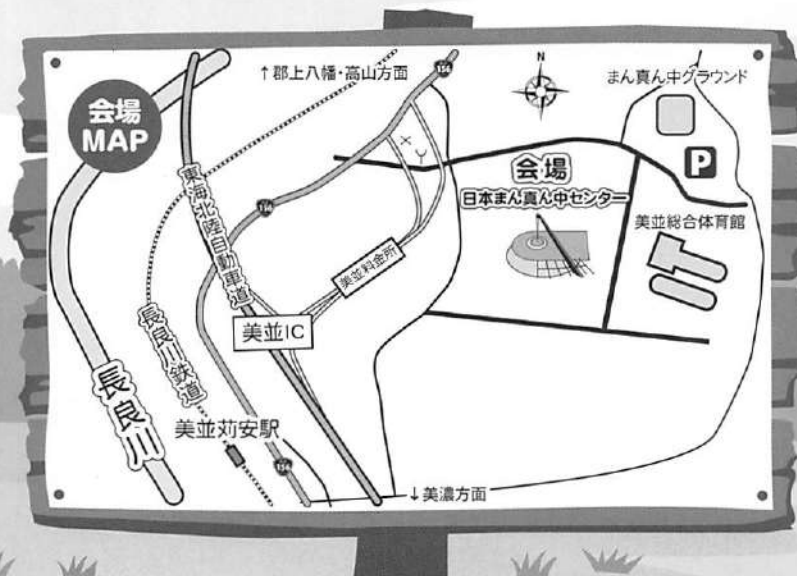 会場
MAP
↑郡上八幡・高山方面
156
N
まん真ん中グラウンド
P
会場
日本まん真ん中センター
美並総合体育館
東海北陸自動車道
156
美並料金所
美並IC
長良川鉄道
長良川
美並苅安駅
156
↓美濃方面